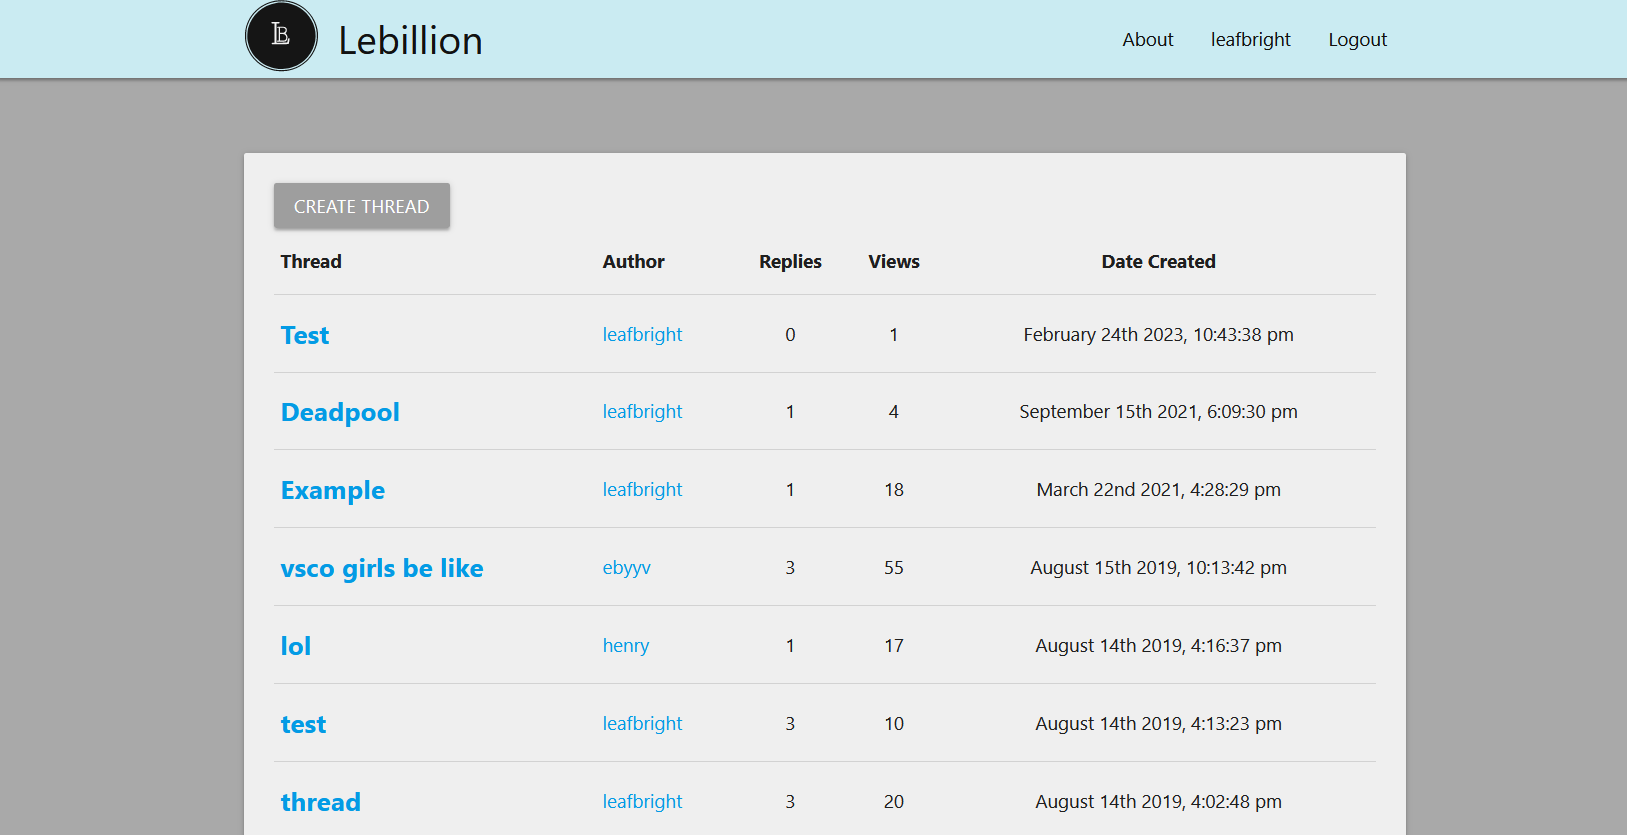 LB
Lebillion
About leafbright Logout
CREATE THREAD
Thread Author Replies Views Date Created
Test leafbright 0 1 February 24th 2023, 10:43:38 pm
Deadpool leafbright 1 4 September 15th 2021, 6:09:30 pm
Example leafbright 1 18 March 22nd 2021, 4:28:29 pm
vsco girls be like ebyyv 3 55 August 15th 2019, 10:13:42 pm
lol henry 1 17 August 14th 2019, 4:16:37 pm
test leafbright 3 10 August 14th 2019, 4:13:23 pm
thread leafbright 3 20 August 14th 2019, 4:02:48 pm